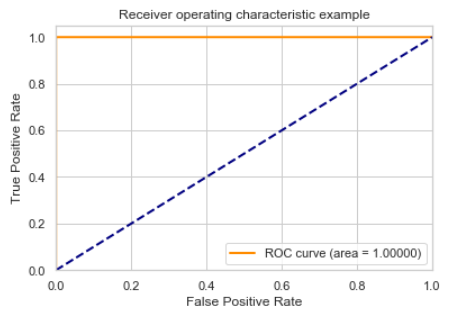 Receiver operating characteristic example
1.0
0.8
0.6
0.4
0.2
0.0
True Positive Rate
ROC curve (area = 1.00000)
0.0 0.2 0.4 0.6 0.8 1.0
False Positive Rate